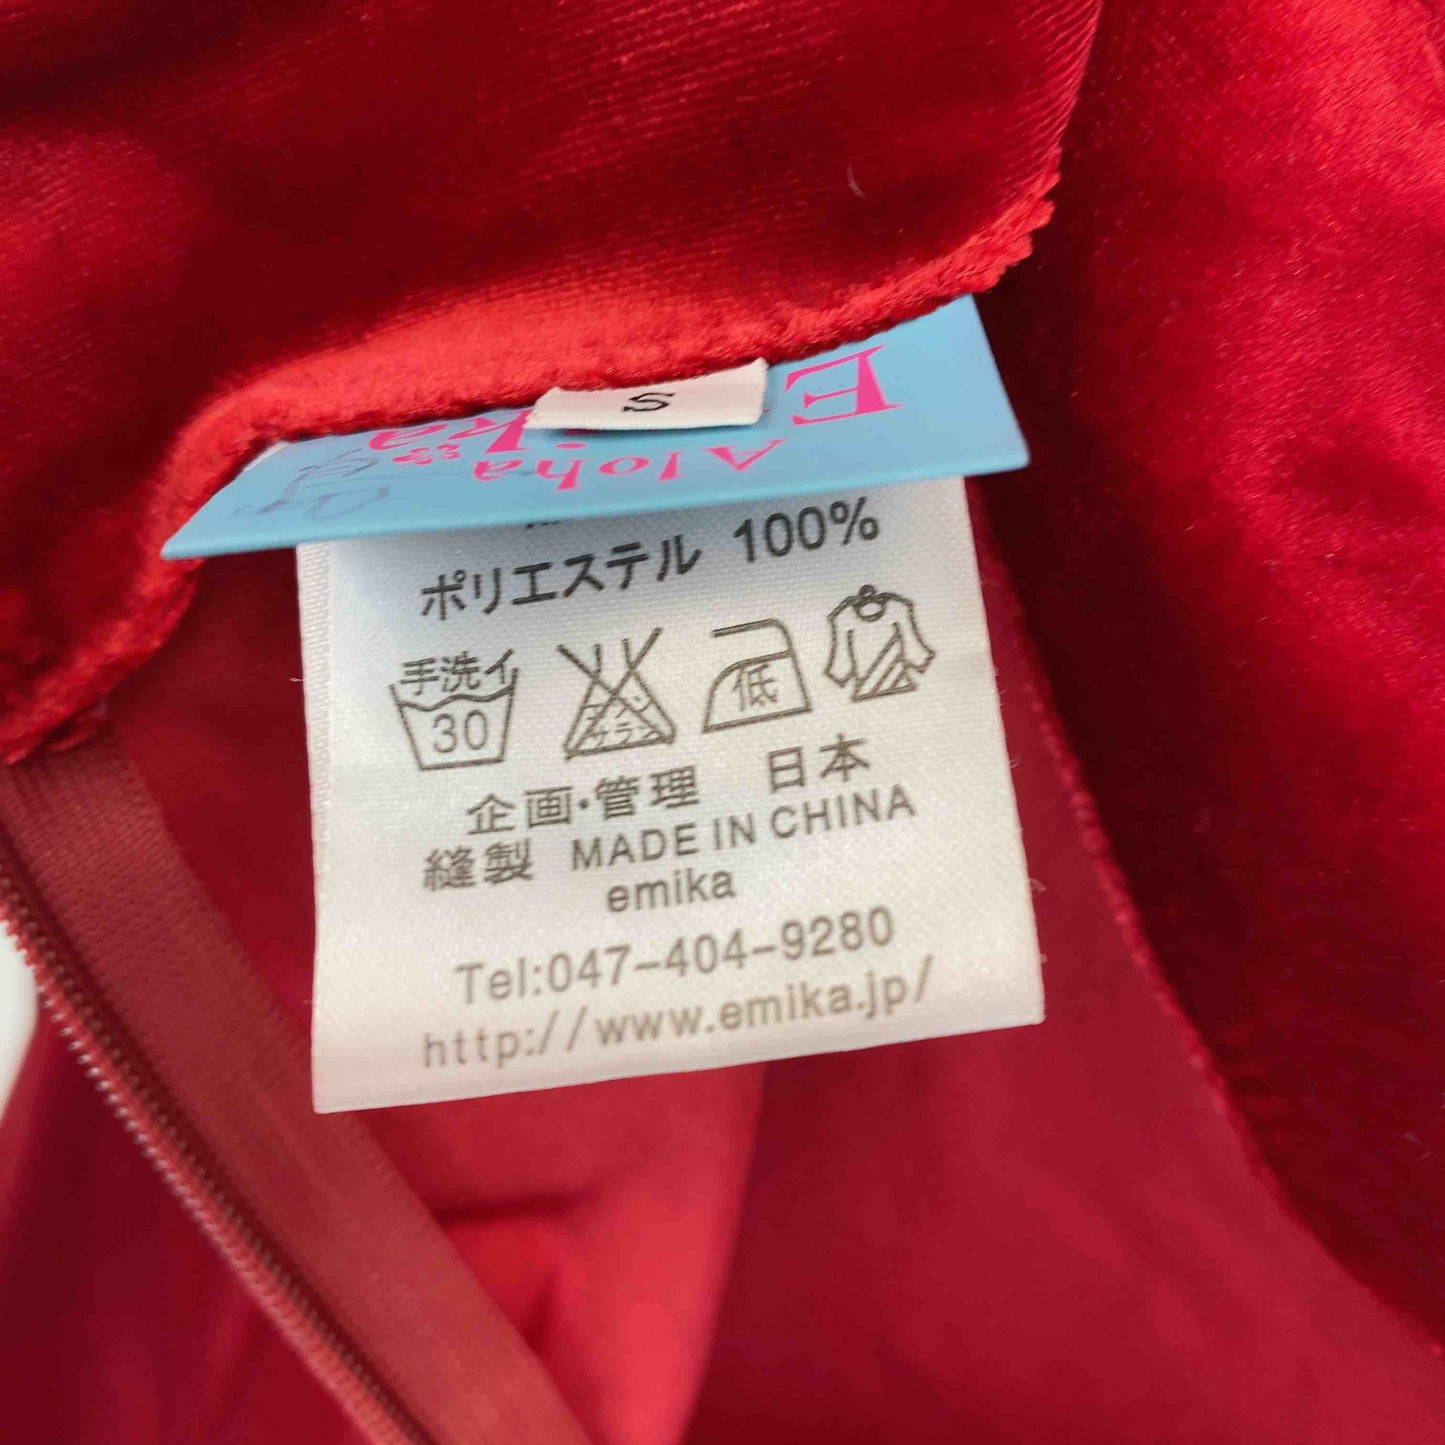 S
Aloha
ポリエステル 100%
手洗イ
30
低
企画・管理 日本
縫製 MADE IN CHINA
emika
Tel:047-404-9280
http://www.emika.jp/